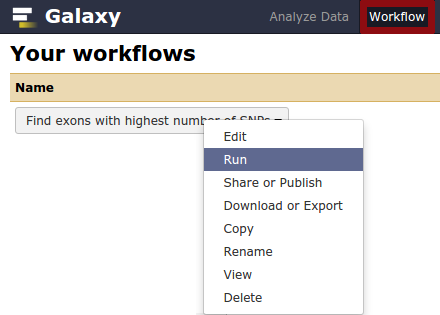 Galaxy
Analyze Data
Workflow
Your workflows
Name
Find exons with highest number of SNPs
Edit
Run
Share or Publish
Download or Export
Copy
Rename
View
Delete